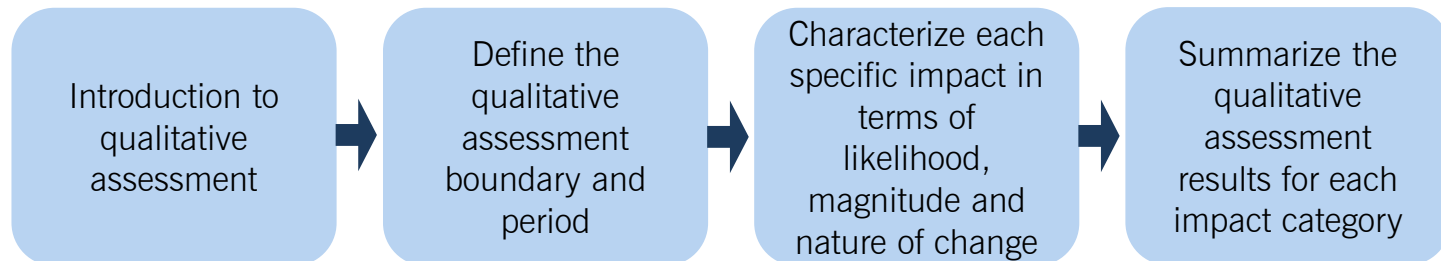 Introduction to
qualitative
assessment
Define the
qualitative
assessment
boundary and
period
Characterize each
specific impact in
terms of
likelihood,
magnitude and
nature of change
Summarize the
qualitative
assessment
results for each
impact category